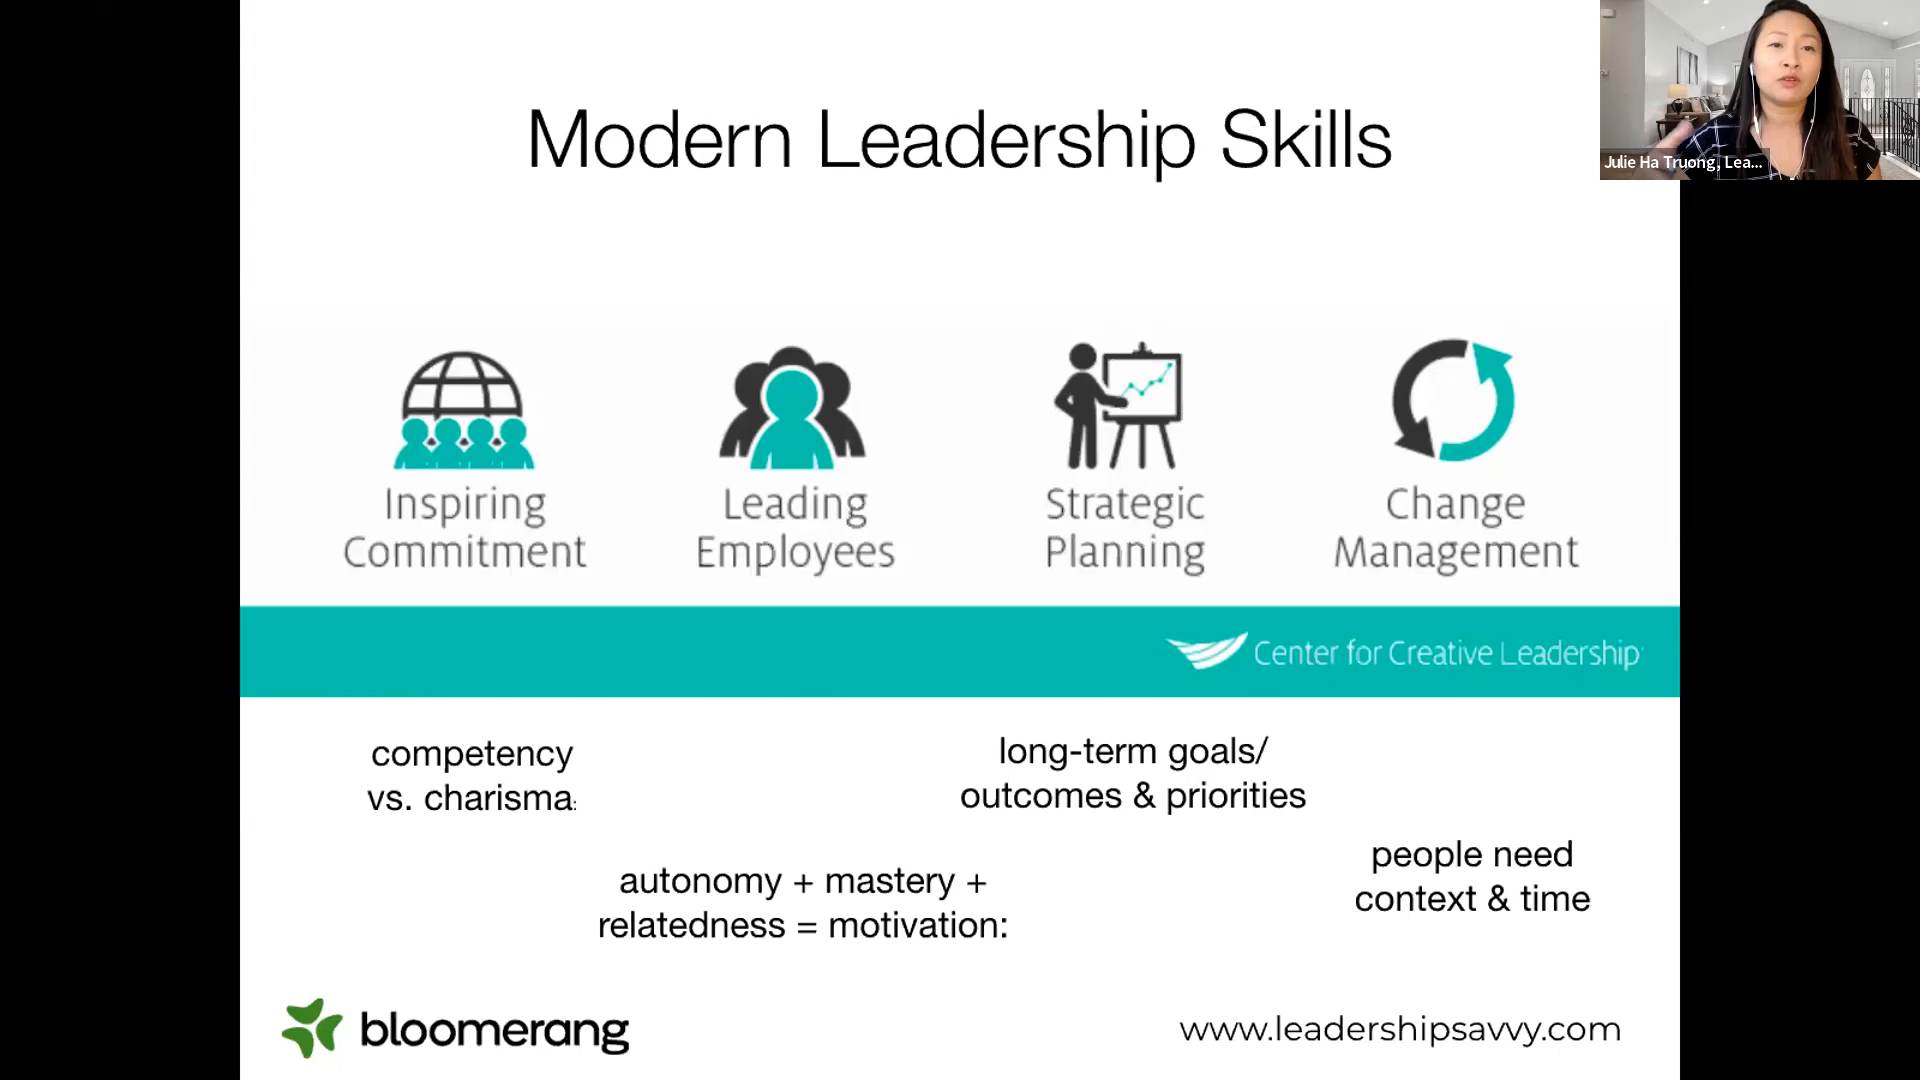 Modern Leadership Skills
Julie Ha Truong, Lea...
Inspiring
Commitment
Leading
Employees
Strategic
Planning
Change
Management
Center for Creative Leadership
competency
vs. charisma:
long-term goals/
outcomes & priorities
autonomy + mastery +
relatedness = motivation:
people need
context & time
bloomerang
www.leadershipsavvy.com